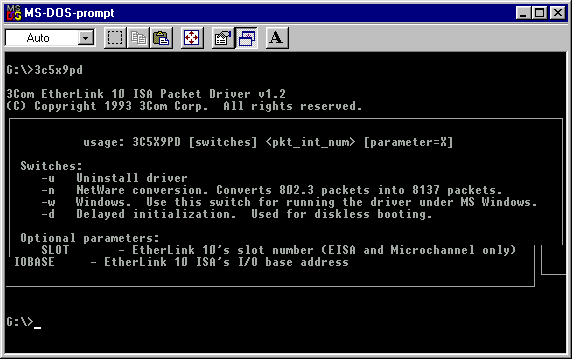 MS-DOS-prompt
Auto
A
G:\>3c5x9pd
3Com EtherLink 10 ISA Packet Driver v1.2
(C) Copyright 1993 3Com Corp.  All rights reserved.
usage: 3C5X9PD [switches] <pkt_int_num> [parameter=X]
Switches:
-u   Uninstall driver
-n   NetWare conversion. Converts 802.3 packets into 8137 packets.
-w   Windows.  Use this switch for running the driver under MS Windows.
-d   Delayed initialization.  Used for diskless booting.
Optional parameters:
SLOT      - EtherLink 10's slot number (EISA and Microchannel only)
IOBASE    - EtherLink 10 ISA's I/O base address
G:\>_